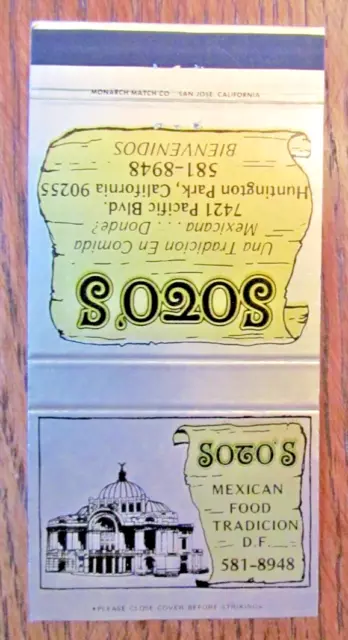 MONARCH MATCH CO. SAN JOSE, CALIFORNIA
SOTO'S
Una Tradicion En Comida
Mexicana . . . Donde?
7421 Pacific Blvd.
Huntington Park, California 90255
581-8948
BIENVENIDOS
SOTO'S
MEXICAN
FOOD
TRADICION
D.F.
581-8948
•PLEASE CLOSE COVER BEFORE STRIKING•